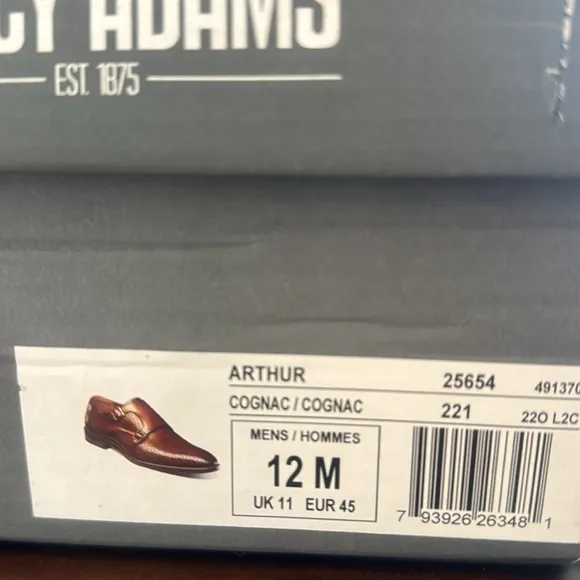 CY ADAMS
EST. 1875
ARTHUR 25654 491370
COGNAC / COGNAC 221 22O L2C
MENS / HOMMES
12 M
UK 11 EUR 45
7 93926 26348 1